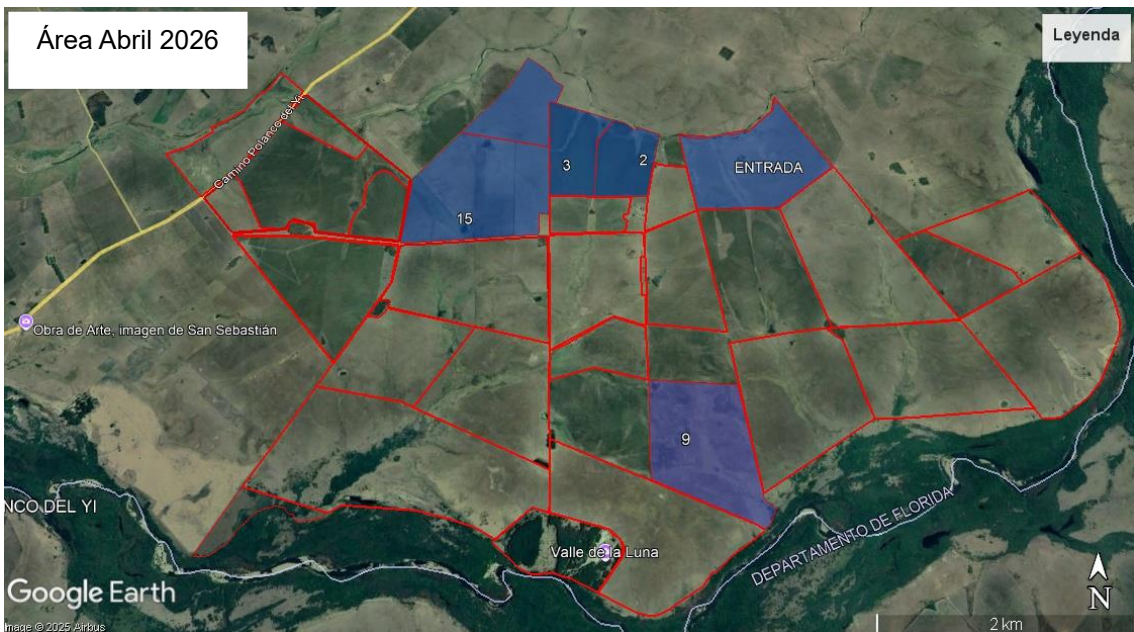 Área Abril 2026
Leyenda
Camino Polanco del Yí
3
2
ENTRADA
15
Obra de Arte, imagen de San Sebastián
9
NCO DEL YI
Valle de la Luna
DEPARTAMENTO DE FLORIDA
Google Earth
N
2 km
Image © 2025 Airbus